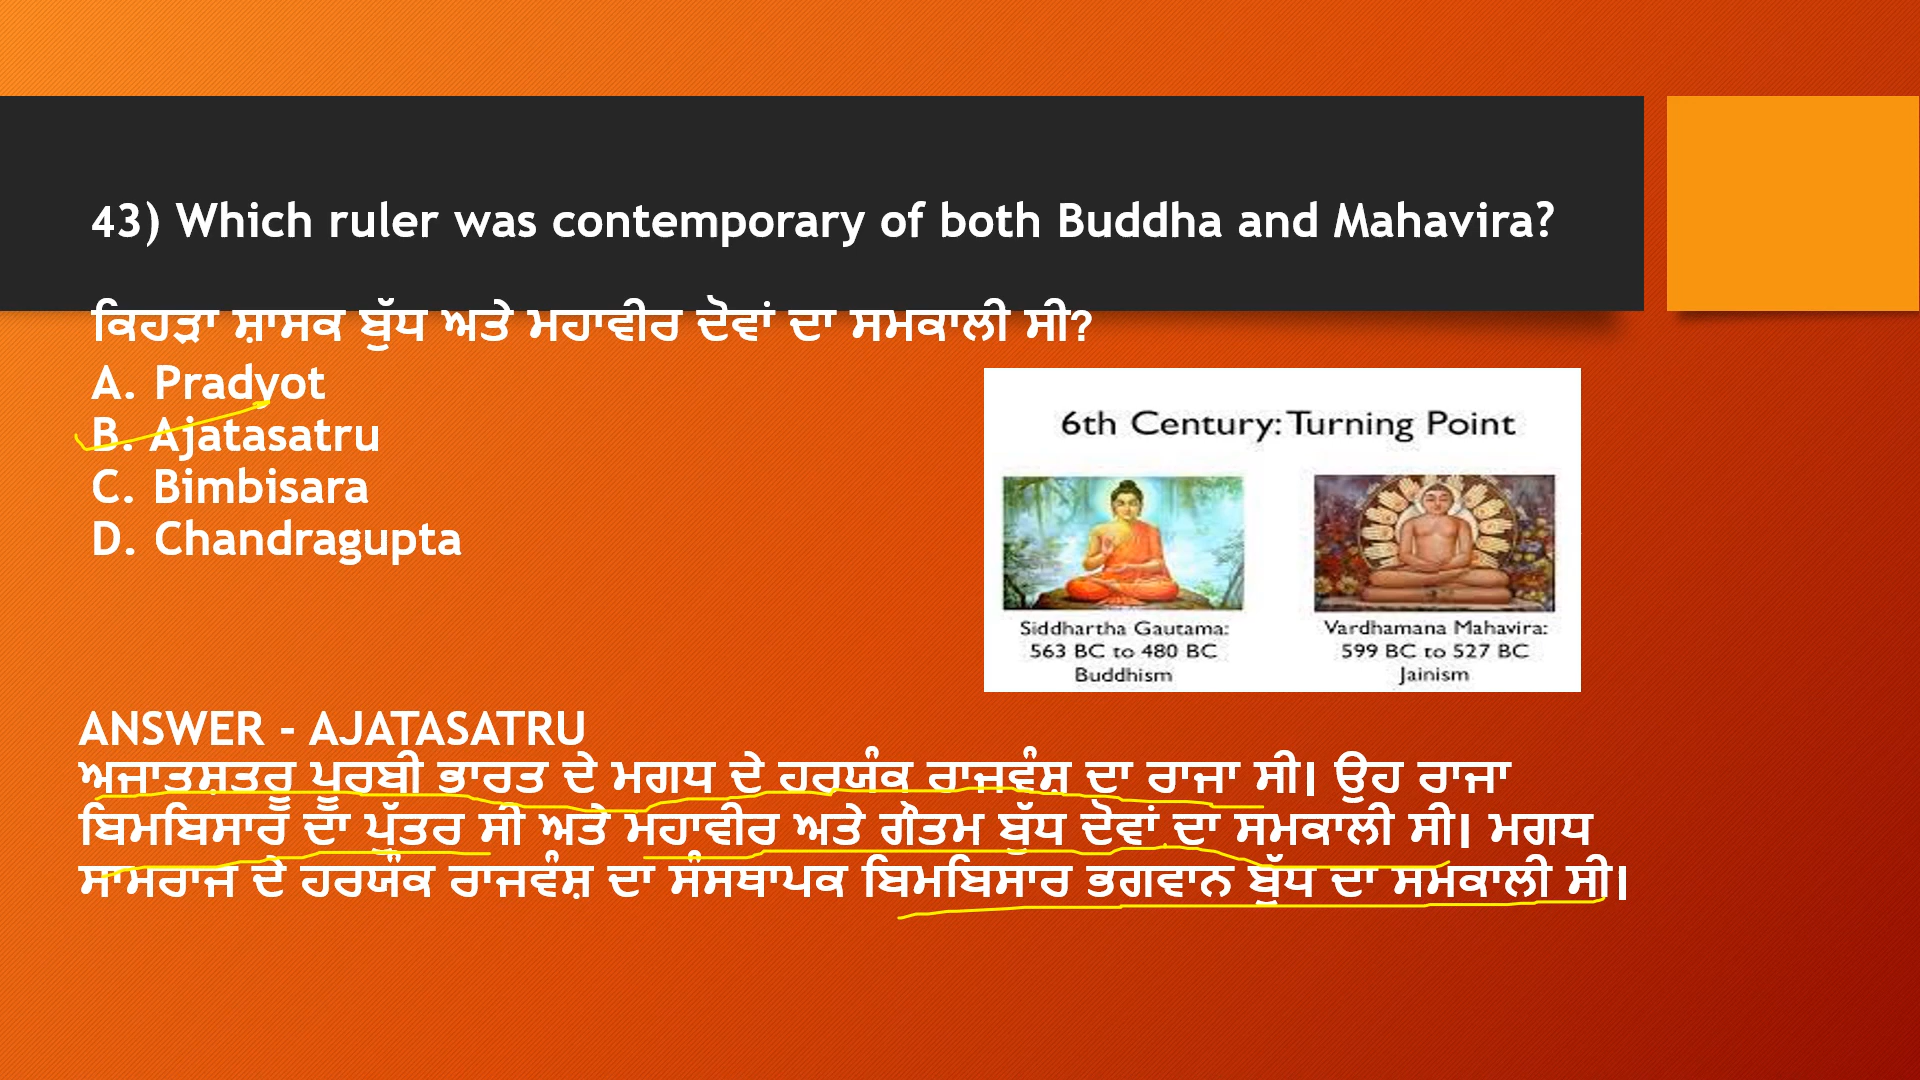 43) Which ruler was contemporary of both Buddha and Mahavira?
ਕਿਹੜਾ ਸ਼ਾਸਕ ਬੁੱਧ ਅਤੇ ਮਹਾਵੀਰ ਦੋਵਾਂ ਦਾ ਸਮਕਾਲੀ ਸੀ?
A. Pradyot
B. Ajatasatru
C. Bimbisara
D. Chandragupta
6th Century: Turning Point
Siddhartha Gautama:
563 BC to 480 BC
Buddhism
Vardhamana Mahavira:
599 BC to 527 BC
Jainism
ANSWER - AJATASATRU
ਅਜਾਤਸ਼ਤਰੂ ਪੂਰਬੀ ਭਾਰਤ ਦੇ ਮਗਧ ਦੇ ਹਰਯੰਕ ਰਾਜਵੰਸ਼ ਦਾ ਰਾਜਾ ਸੀ। ਉਹ ਰਾਜਾ
ਬਿਮਬਿਸਾਰ ਦਾ ਪੁੱਤਰ ਸੀ ਅਤੇ ਮਹਾਵੀਰ ਅਤੇ ਗੌਤਮ ਬੁੱਧ ਦੋਵਾਂ ਦਾ ਸਮਕਾਲੀ ਸੀ। ਮਗਧ
ਸਾਮਰਾਜ ਦੇ ਹਰਯੰਕ ਰਾਜਵੰਸ਼ ਦਾ ਸੰਸਥਾਪਕ ਬਿਮਬਿਸਾਰ ਭਗਵਾਨ ਬੁੱਧ ਦਾ ਸਮਕਾਲੀ ਸੀ।